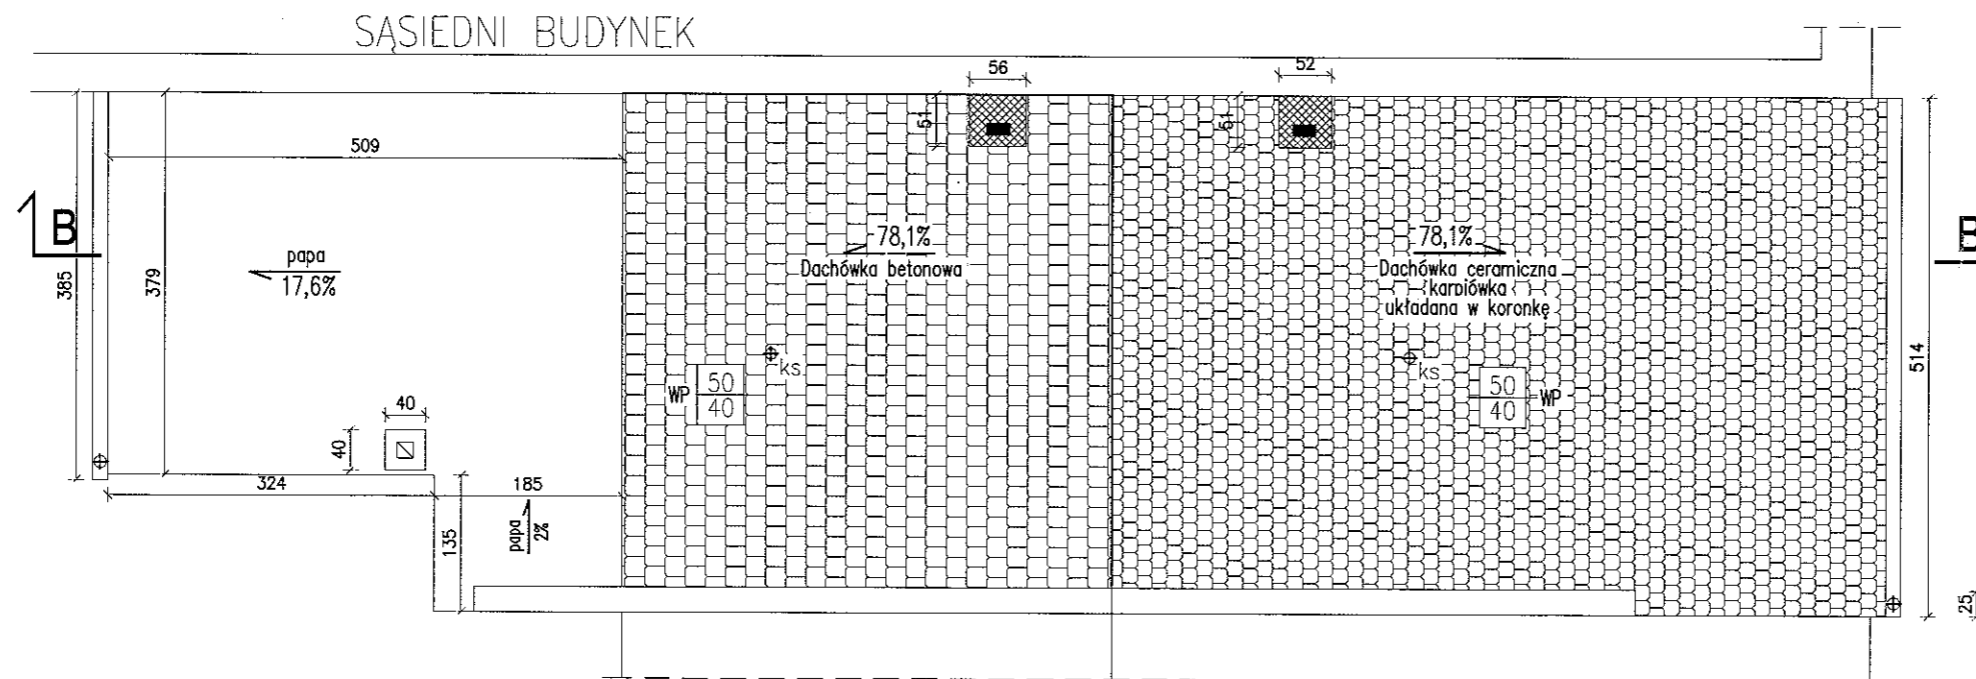 SĄSIEDNI BUDYNEK
56
52
51
51
509
B
B
78,1%
Dachówka betonowa
78,1%
Dachówka ceramiczna
karpiówka
układana w koronkę
papa
17,6%
385
379
514
ks
ks
WP
50
40
50
40
WP
40
40
324
185
135
papa
2%
25